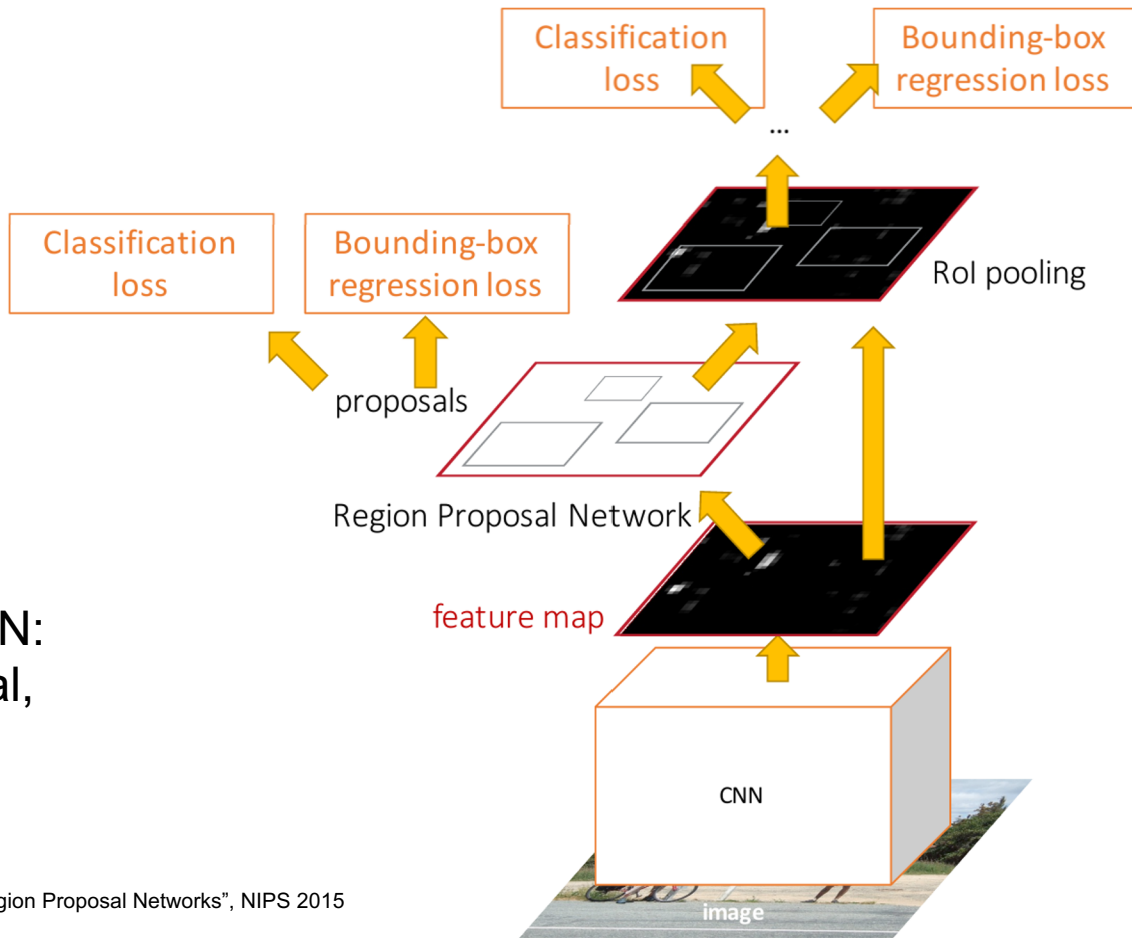 Classification
loss
Bounding-box
regression loss
...
Classification
loss
Bounding-box
regression loss
RoI pooling
proposals
Region Proposal Network
feature map
N:
al,
CNN
image
gion Proposal Networks”, NIPS 2015